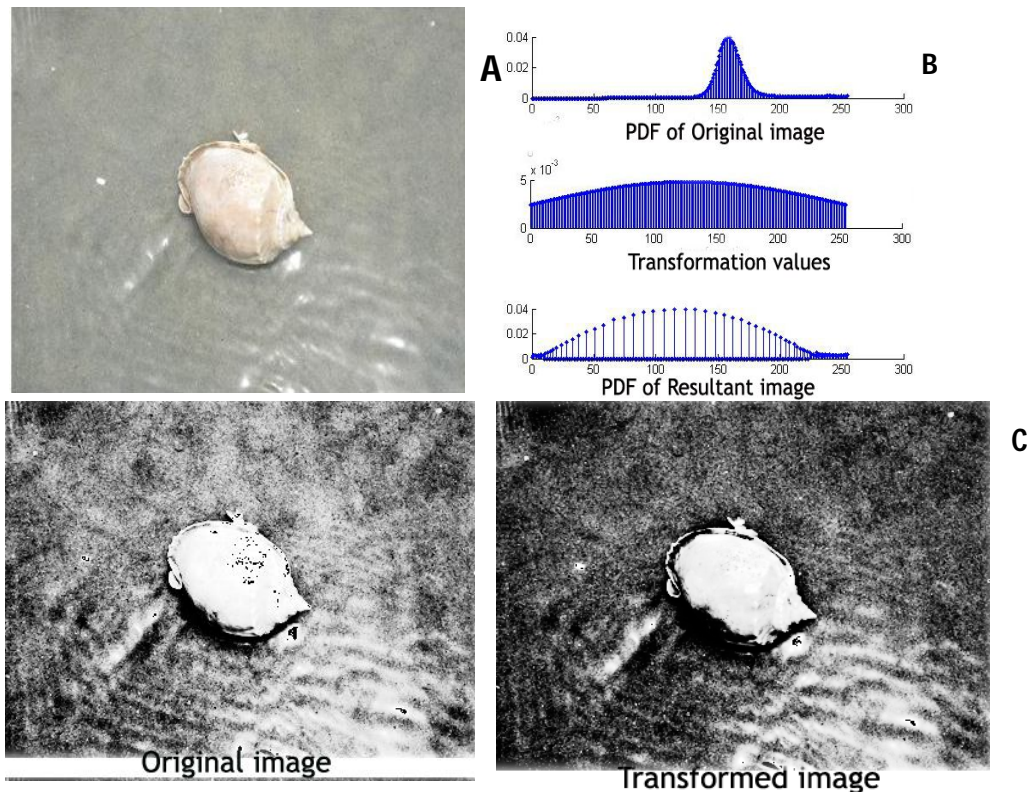 A
B
0.04
0.02
0
0 50 100 150 200 250 300
PDF of Original image
x 10⁻³
5
0
0 50 100 150 200 250 300
Transformation values
0.04
0.02
0
0 50 100 150 200 250 300
PDF of Resultant image
C
Original image
Transformed image